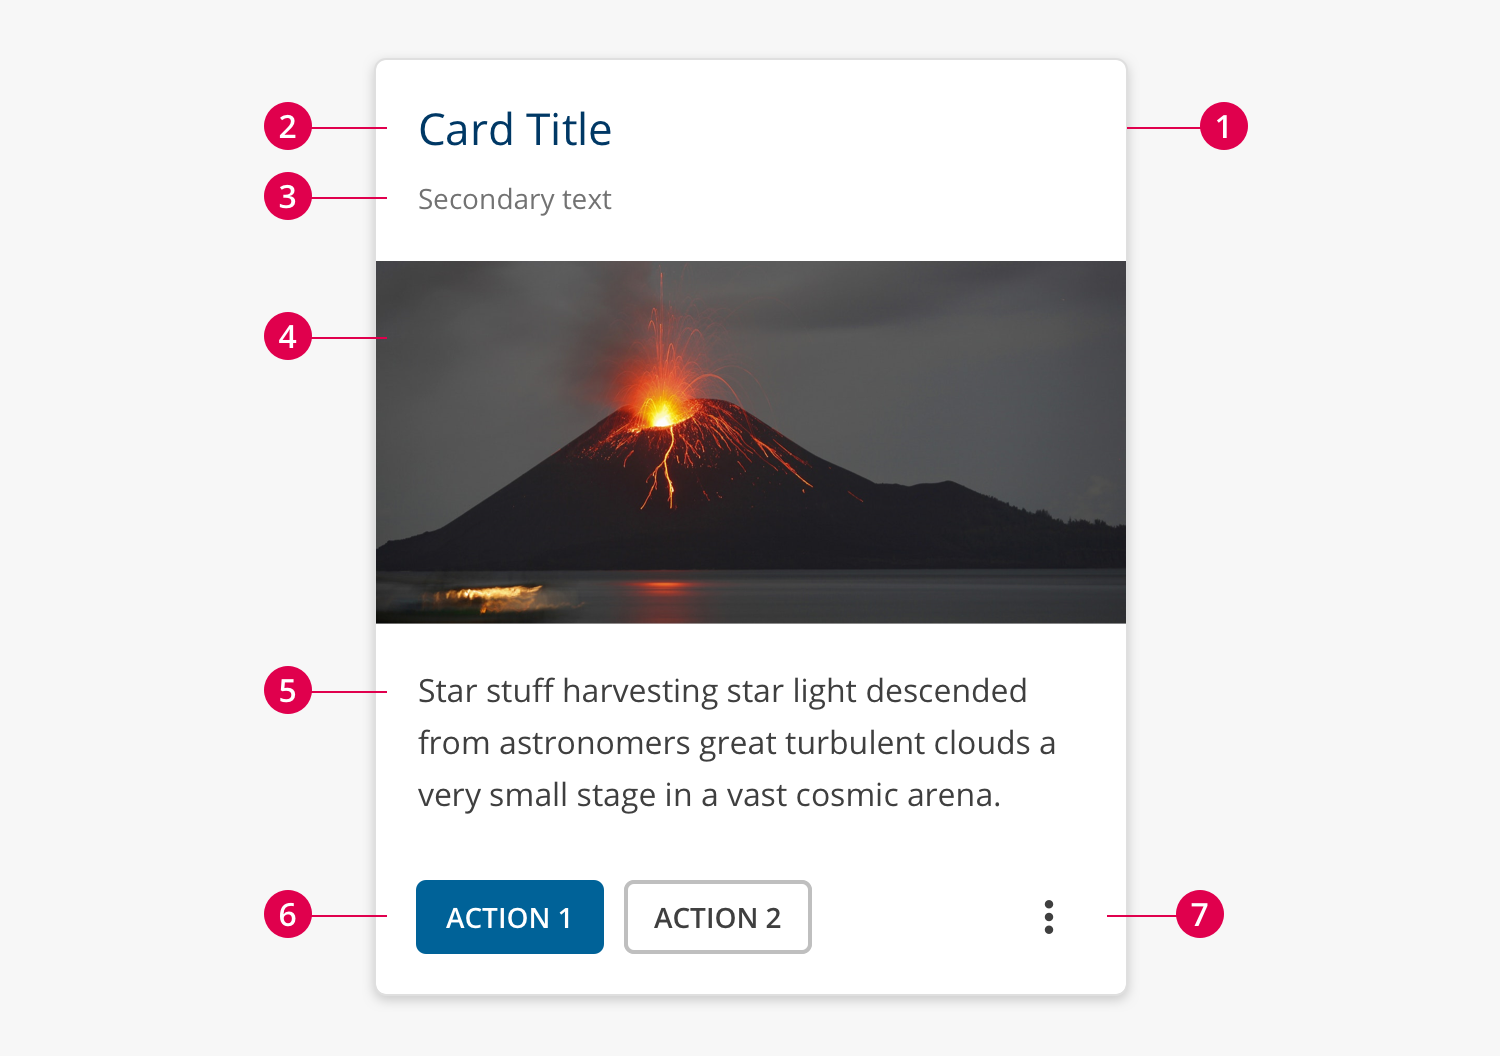 2
Card Title
1
3
Secondary text
4
5
Star stuff harvesting star light descended
from astronomers great turbulent clouds a
very small stage in a vast cosmic arena.
6
ACTION 1
ACTION 2
7